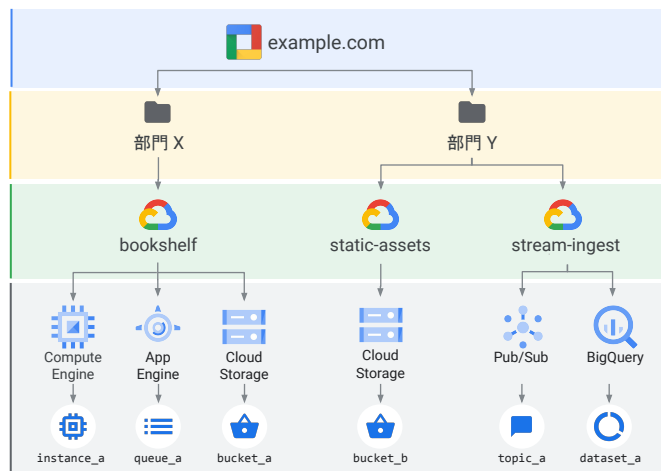 example.com
部門 X
部門 Y
bookshelf
static-assets
stream-ingest
Compute
Engine
App
Engine
Cloud
Storage
Cloud
Storage
Pub/Sub
BigQuery
instance_a
queue_a
bucket_a
bucket_b
topic_a
dataset_a